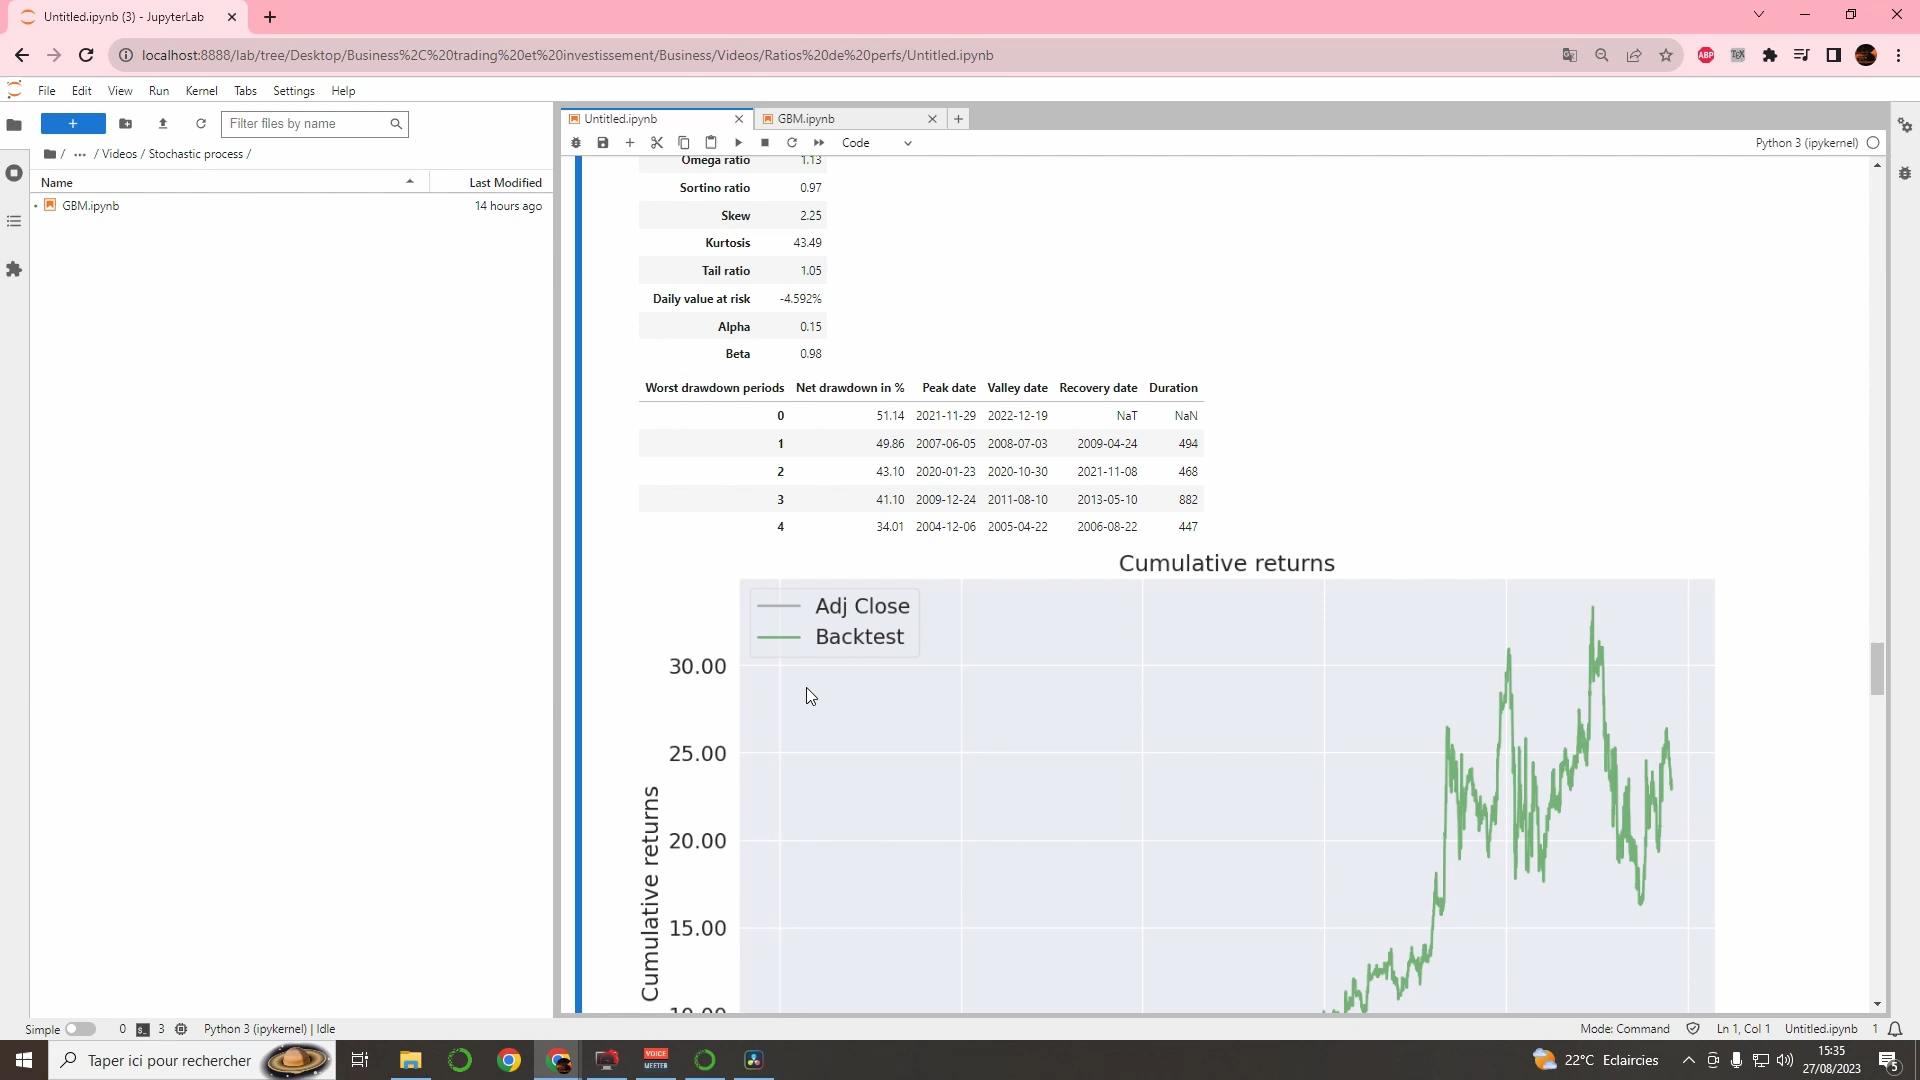 Untitled.ipynb (3) - JupyterLab
localhost:8888/lab/tree/Desktop/Business%2C%20trading%20et%20investissement/Business/Videos/Ratios%20de%20perfs/Untitled.ipynb
ABP
File Edit View Run Kernel Tabs Settings Help
Filter files by name
/ ... / Videos / Stochastic process /
Name Last Modified
GBM.ipynb 14 hours ago
Untitled.ipynb GBM.ipynb
Code Python 3 (ipykernel)
Omega ratio 1.13
Sortino ratio 0.97
Skew 2.25
Kurtosis 43.49
Tail ratio 1.05
Daily value at risk -4.592%
Alpha 0.15
Beta 0.98
Worst drawdown periods Net drawdown in % Peak date Valley date Recovery date Duration
0 51.14 2021-11-29 2022-12-19 NaT NaN
1 49.86 2007-06-05 2008-07-03 2009-04-24 494
2 43.10 2020-01-23 2020-10-30 2021-11-08 468
3 41.10 2009-12-24 2011-08-10 2013-05-10 882
4 34.01 2004-12-06 2005-04-22 2006-08-22 447
Cumulative returns
Adj Close
Backtest
30.00
25.00
20.00
15.00
10.00
Cumulative returns
Simple 0 3 Python 3 (ipykernel) | Idle Mode: Command Ln 1, Col 1 Untitled.ipynb 1
Taper ici pour rechercher
VOICE
MEETER
22°C Eclaircies
15:35
27/08/2023
5